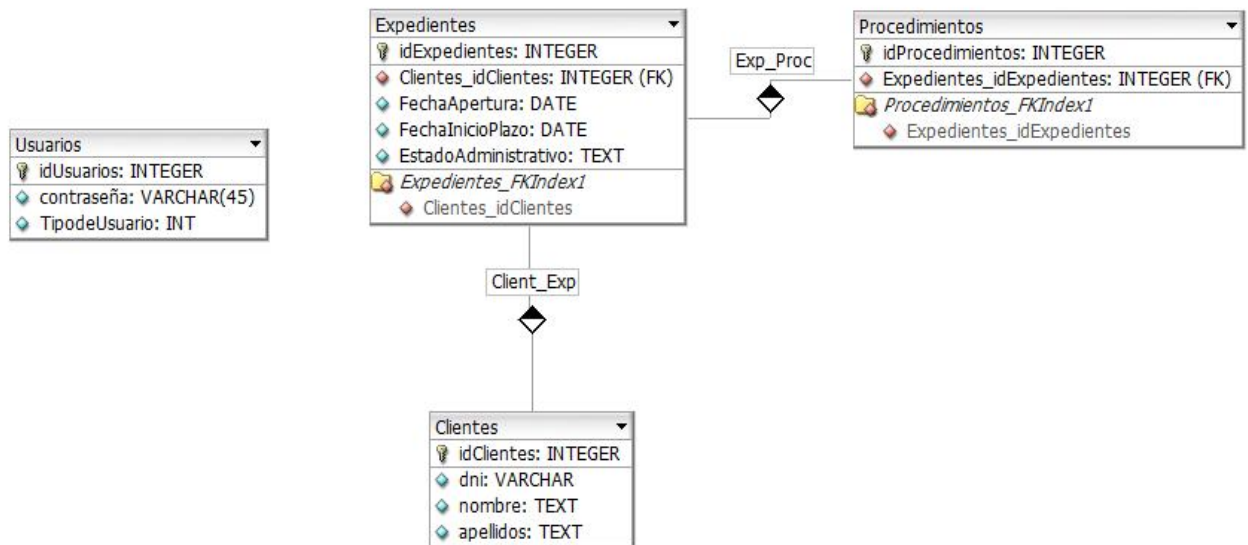 Expedientes
idExpedientes: INTEGER
Clientes_idClientes: INTEGER (FK)
FechaApertura: DATE
FechaInicioPlazo: DATE
EstadoAdministrativo: TEXT
Expedientes_FKIndex1
Clientes_idClientes
Exp_Proc
Procedimientos
idProcedimientos: INTEGER
Expedientes_idExpedientes: INTEGER (FK)
Procedimientos_FKIndex1
Expedientes_idExpedientes
Usuarios
idUsuarios: INTEGER
contraseña: VARCHAR(45)
TipodeUsuario: INT
Client_Exp
Clientes
idClientes: INTEGER
dni: VARCHAR
nombre: TEXT
apellidos: TEXT